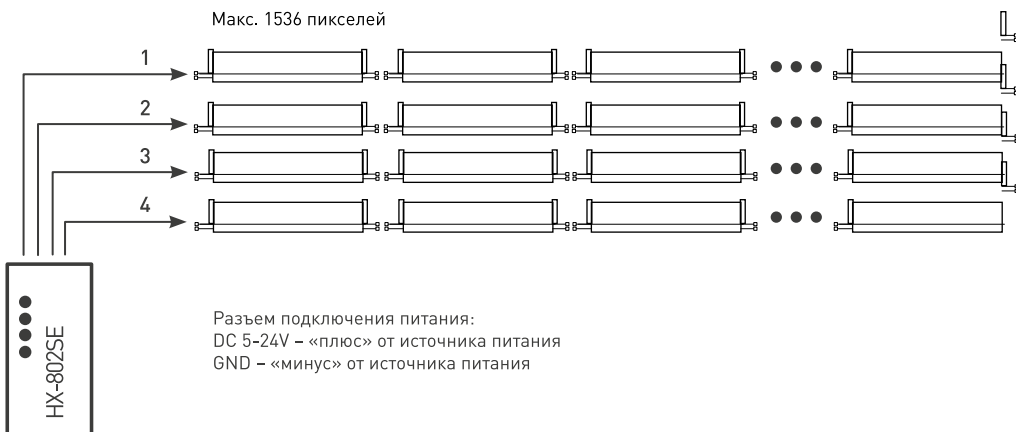 Макс. 1536 пикселей
1
2
3
4
HX-802SE
Разъем подключения питания:
DC 5-24V – «плюс» от источника питания
GND – «минус» от источника питания